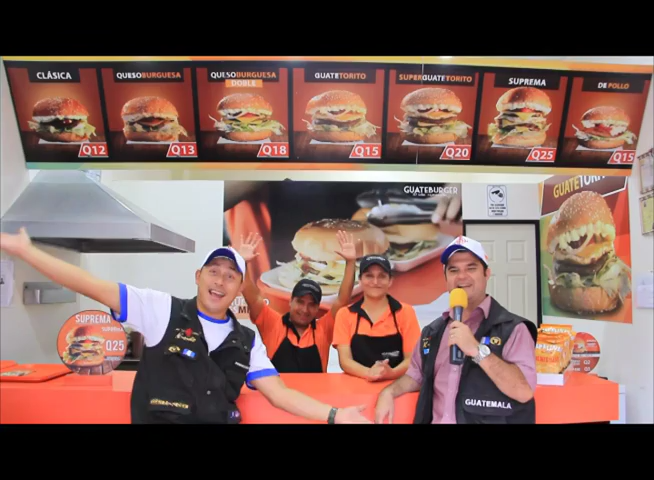 CLÁSICA
Q12
QUESOBURGUESA
Q13
QUESOBURGUESA
DOBLE
Q18
GUATETORITO
Q15
SUPERGUATETORITO
Q20
SUPREMA
Q25
DE POLLO
Q15
GUATEBURGER
GUATETORITO
SUPREMA
Q25
GUATEMALA